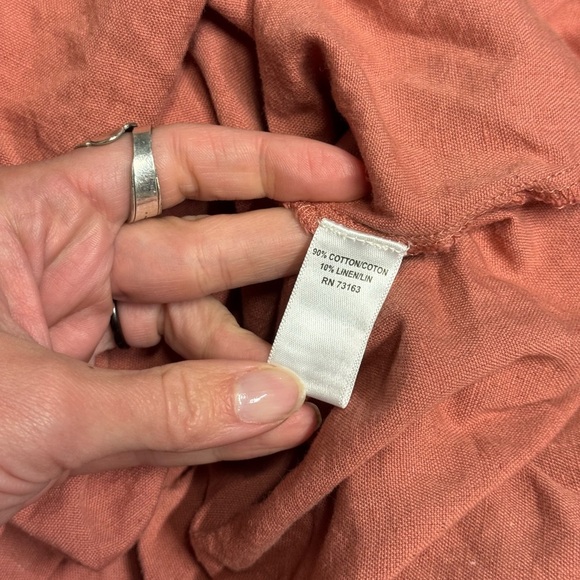 90% COTTON/COTON
10% LINEN/LIN
RN 73163